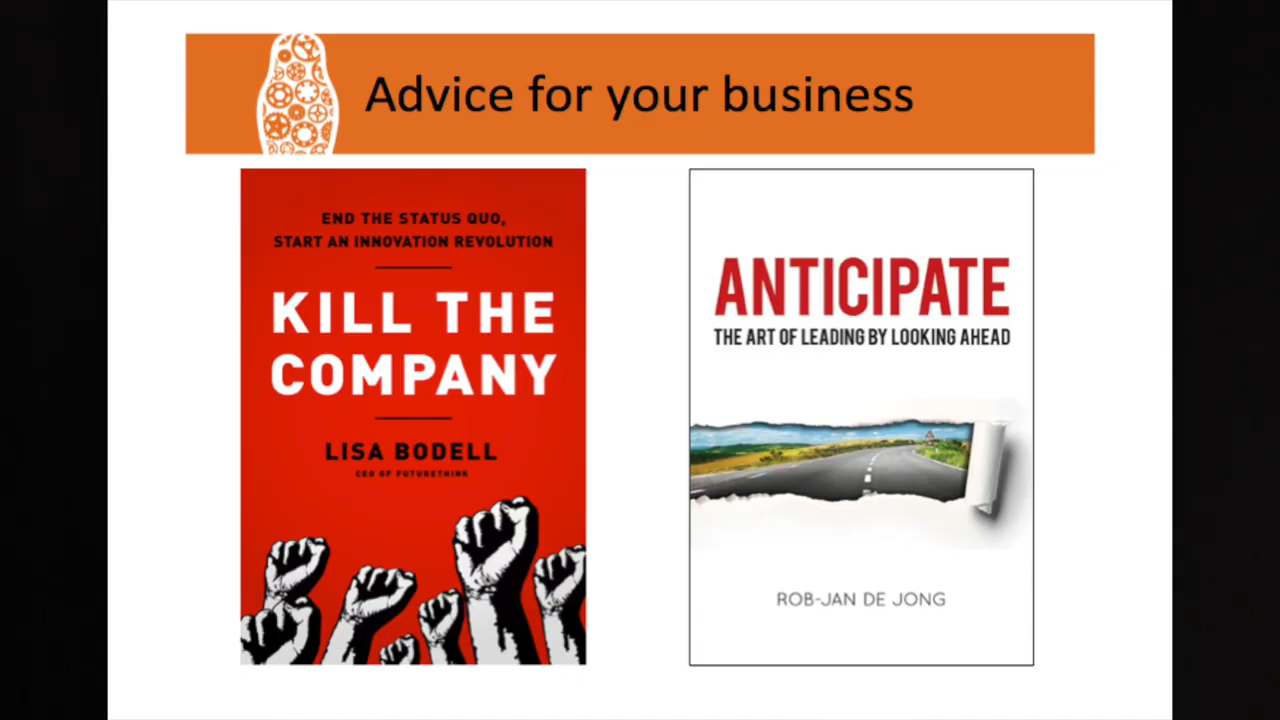 Advice for your business
END THE STATUS QUO,
START AN INNOVATION REVOLUTION
KILL THE
COMPANY
LISA BODELL
CEO OF FUTURETHINK
ANTICIPATE
THE ART OF LEADING BY LOOKING AHEAD
ROB-JAN DE JONG